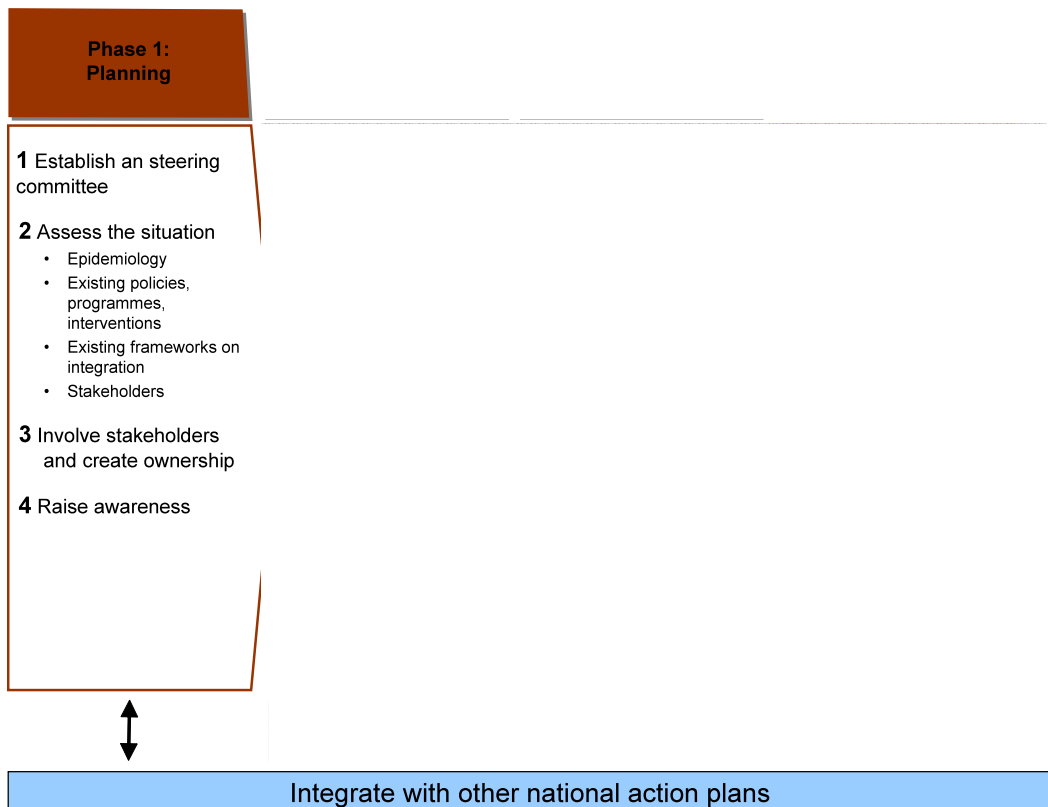 Phase 1:
Planning
1 Establish an steering
committee
2 Assess the situation
• Epidemiology
• Existing policies,
programmes,
interventions
• Existing frameworks on
integration
• Stakeholders
3 Involve stakeholders
and create ownership
4 Raise awareness
Integrate with other national action plans